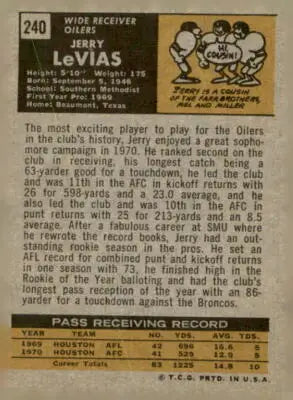 240
WIDE RECEIVER
OILERS
JERRY
LeVIAS
Height: 5'10" Weight: 175
Born: September 5, 1946
School: Southern Methodist
First Year Pro: 1969
Home: Beaumont, Texas
HI, COUSIN!
JERRY IS A COUSIN
OF THE FARR BROTHERS,
MEL AND MILLER
The most exciting player to play for the Oilers
in the club's history, Jerry enjoyed a great sopho-
more campaign in 1970. He ranked second on the
club in receiving, his longest catch being a
63-yarder good for a touchdown, he led the club
and was 11th in the AFC in kickoff returns with
26 for 598-yards and a 23.0 average, and he
also led the club and was 10th in the AFC in
punt returns with 25 for 213-yards and an 8.5
average. After a fabulous career at SMU where
he rewrote the record books, Jerry had an out-
standing rookie season in the pros. He set an
AFL record for combined punt and kickoff returns
in one season with 73, he finished high in the
Rookie of the Year balloting and had the club's
longest pass reception of the year with an 86-
yarder for a touchdown against the Broncos.
PASS RECEIVING RECORD
YEAR TEAM NO. YDS. AVG. TDS.
1969 HOUSTON AFL 42 696 16.6 5
1970 HOUSTON AFC 41 529 12.9 5
Career Totals 83 1225 14.8 10
© T.C.G. PRTD. IN U.S.A.